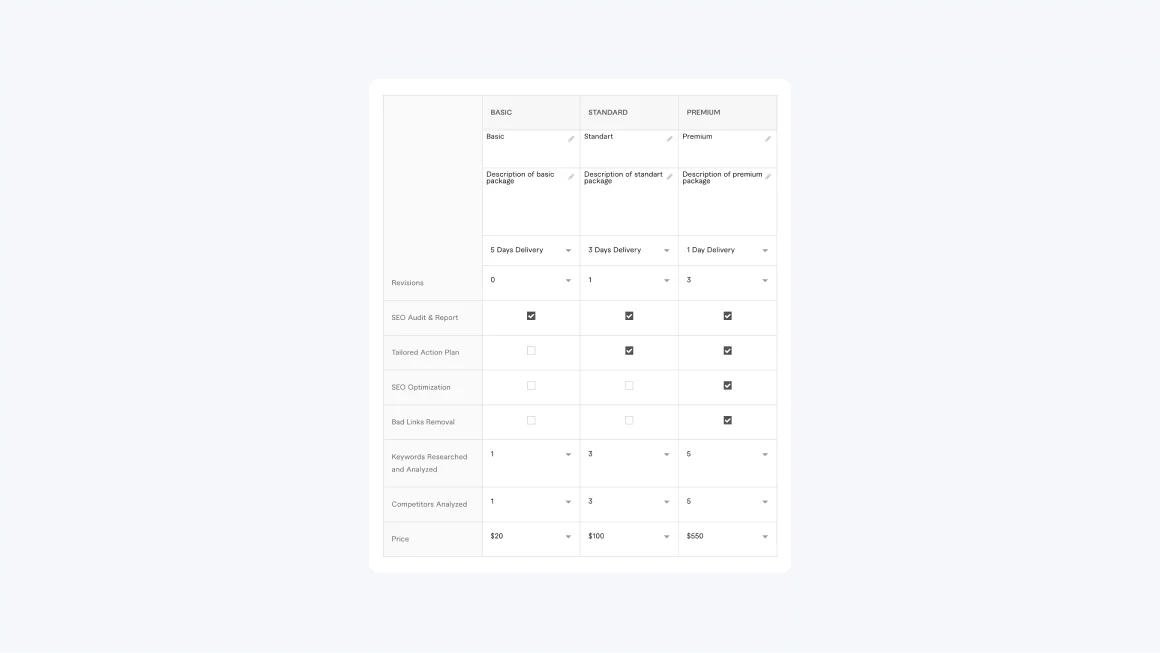 BASIC STANDARD PREMIUM
Basic Standart Premium
Description of basic package Description of standart package Description of premium package
5 Days Delivery 3 Days Delivery 1 Day Delivery
Revisions 0 1 3
SEO Audit & Report
Tailored Action Plan
SEO Optimization
Bad Links Removal
Keywords Researched and Analyzed 1 3 5
Competitors Analyzed 1 3 5
Price $20 $100 $550